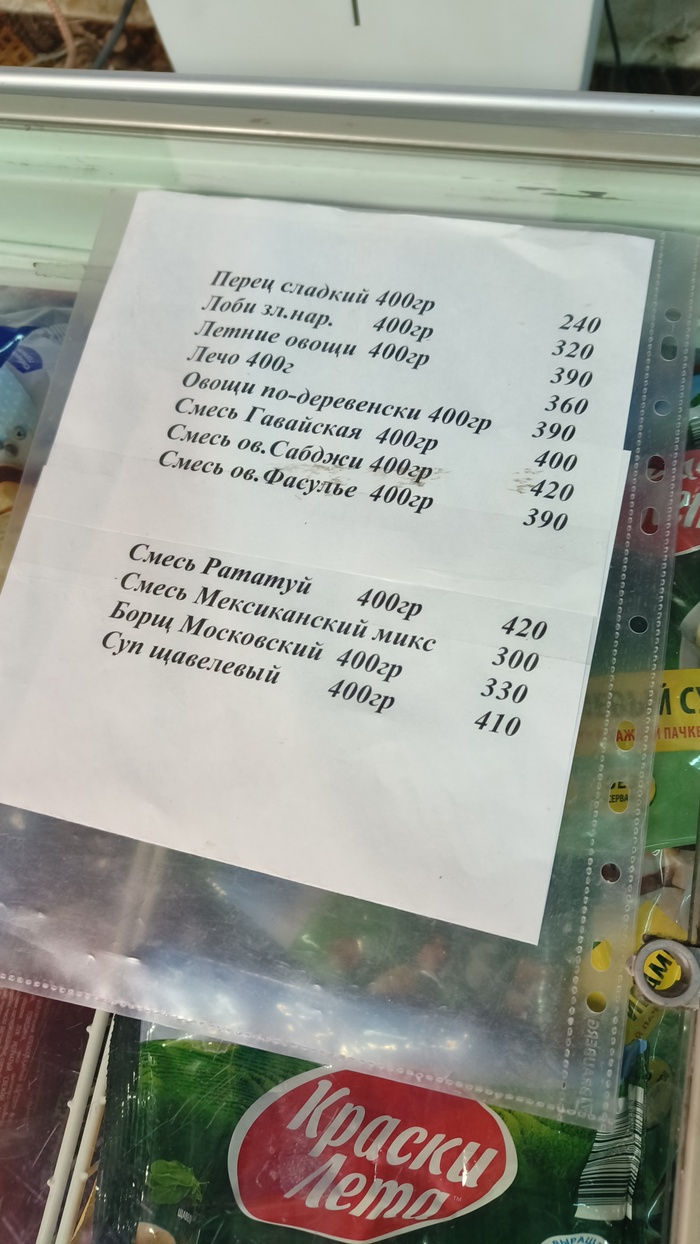 Перец сладкий 400гр 240
Лоби зл.нар. 400гр 320
Летние овощи 400гр 390
Лечо 400г 360
Овощи по-деревенски 400гр 390
Смесь Гавайская 400гр 400
Смесь ов.Сабджи 400гр 420
Смесь ов.Фасулье 400гр 390
Смесь Рататуй 400гр 420
Смесь Мексиканский микс 300
Борщ Московский 400гр 330
Суп щавелевый 400гр 410
Краски
Лета